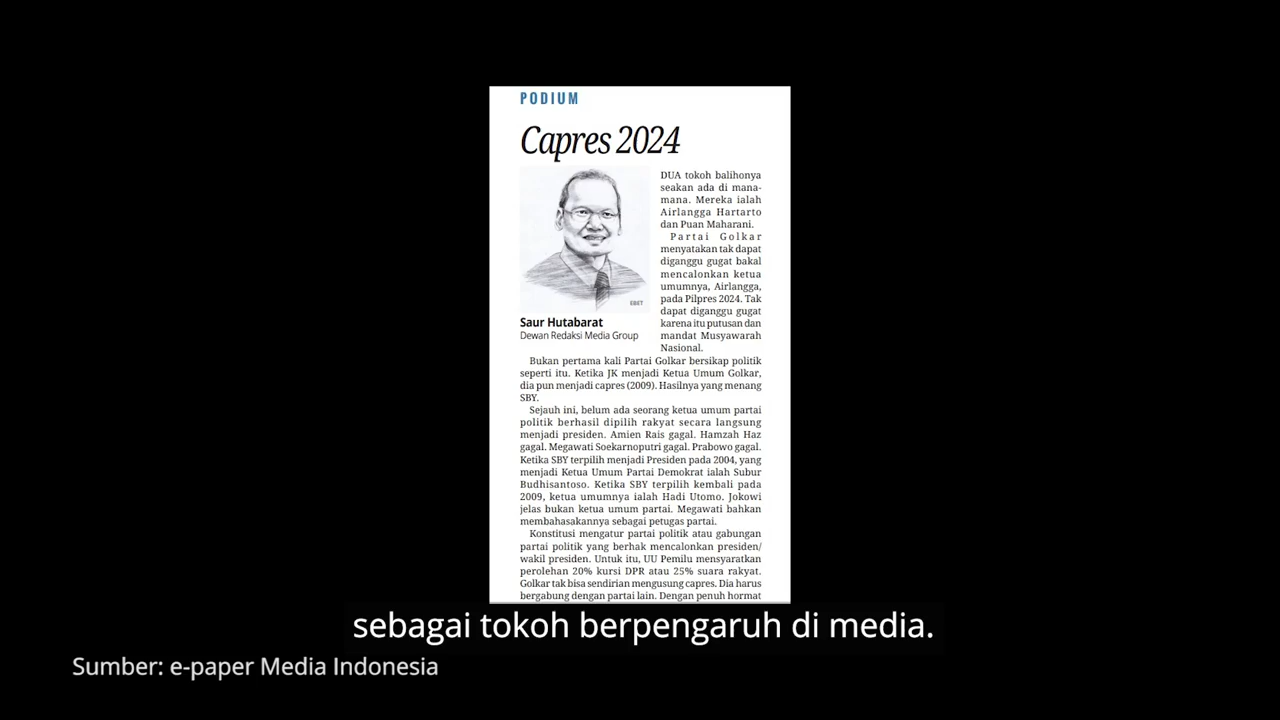 PODIUM
Capres 2024
DUA tokoh balihonya
seakan ada di mana-
mana. Mereka ialah
Airlangga Hartarto
dan Puan Maharani.
Partai Golkar
menyatakan tak dapat
diganggu gugat bakal
mencalonkan ketua
umumnya, Airlangga,
pada Pilpres 2024. Tak
dapat diganggu gugat
karena itu putusan dan
mandat Musyawarah
Nasional.
EBET
Saur Hutabarat
Dewan Redaksi Media Group
Bukan pertama kali Partai Golkar bersikap politik
seperti itu. Ketika JK menjadi Ketua Umum Golkar,
dia pun menjadi capres (2009). Hasilnya yang menang
SBY.
Sejauh ini, belum ada seorang ketua umum partai
politik berhasil dipilih rakyat secara langsung
menjadi presiden. Amien Rais gagal. Hamzah Haz
gagal. Megawati Soekarnoputri gagal. Prabowo gagal.
Ketika SBY terpilih menjadi Presiden pada 2004, yang
menjadi Ketua Umum Partai Demokrat ialah Subur
Budhisantoso. Ketika SBY terpilih kembali pada
2009, ketua umumnya ialah Hadi Utomo. Jokowi
jelas bukan ketua umum partai. Megawati bahkan
membahasakannya sebagai petugas partai.
Konstitusi mengatur partai politik atau gabungan
partai politik yang berhak mencalonkan presiden/
wakil presiden. Untuk itu, UU Pemilu mensyaratkan
perolehan 20% kursi DPR atau 25% suara rakyat.
Golkar tak bisa sendirian mengusung capres. Dia harus
bergabung dengan partai lain. Dengan penuh hormat
sebagai tokoh berpengaruh di media.
Sumber: e-paper Media Indonesia